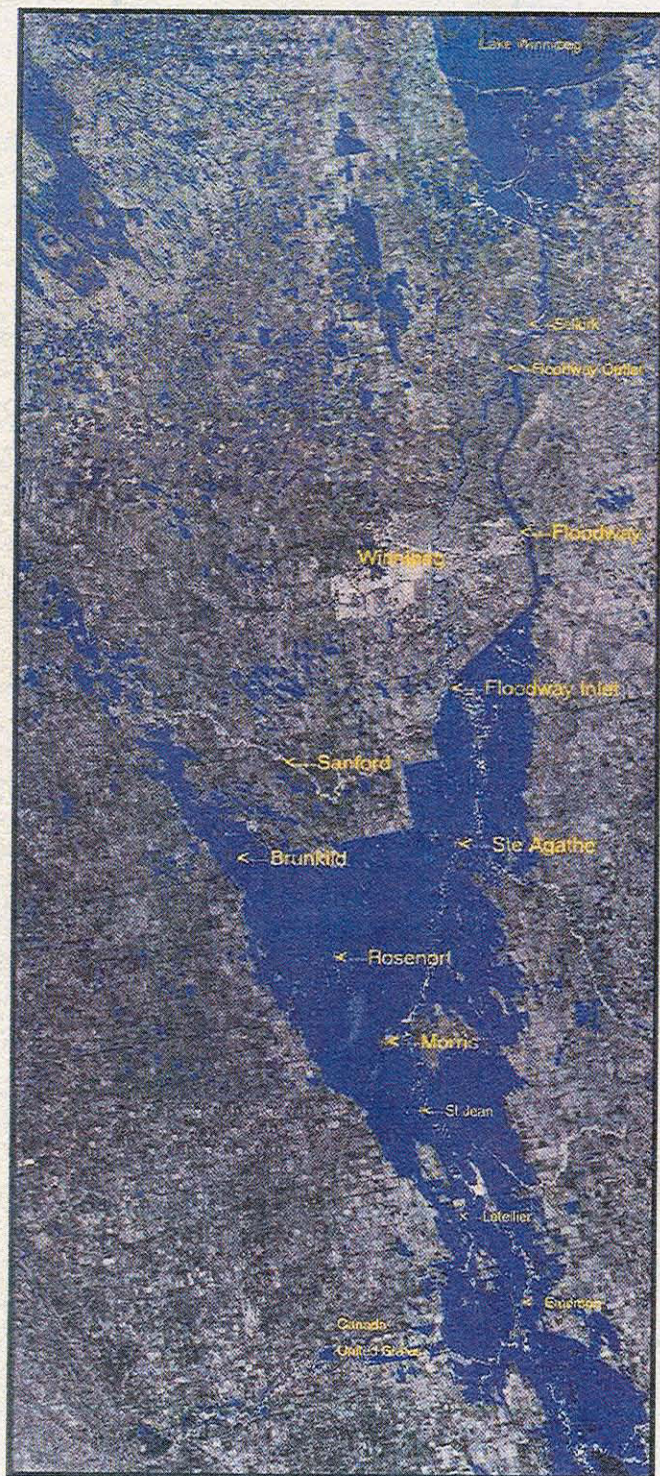 Lake Winnipeg
Selkirk
Floodway Outlet
Floodway
Winnipeg
Floodway Inlet
Sanford
Ste Agathe
Brunkild
Rosenort
Morris
St Jean
Letellier
Emerson
Canada
United States